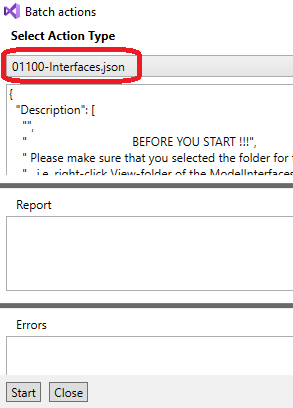 Batch actions
Select Action Type
01100-Interfaces.json
{
"Description": [
"",
" BEFORE YOU START !!!",
" Please make sure that you selected the folder for
" i.e. right-click View-folder of the ModelInterfaces
Report
Errors
Start Close